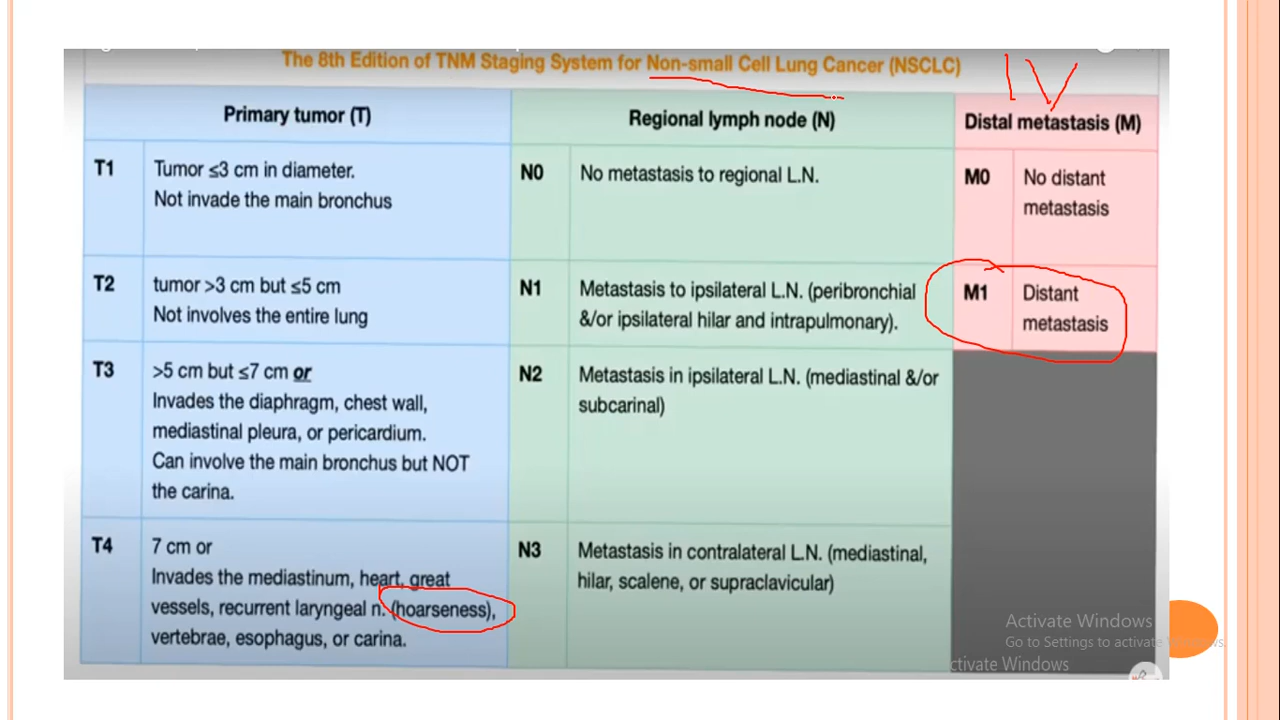 The 8th Edition of TNM Staging System for Non-small Cell Lung Cancer (NSCLC)
IV
Primary tumor (T)
Regional lymph node (N)
Distal metastasis (M)
T1
Tumor ≤3 cm in diameter.
Not invade the main bronchus
N0
No metastasis to regional L.N.
M0
No distant
metastasis
T2
tumor >3 cm but ≤5 cm
Not involves the entire lung
N1
Metastasis to ipsilateral L.N. (peribronchial
&/or ipsilateral hilar and intrapulmonary).
M1
Distant
metastasis
T3
>5 cm but ≤7 cm or
Invades the diaphragm, chest wall,
mediastinal pleura, or pericardium.
Can involve the main bronchus but NOT
the carina.
N2
Metastasis in ipsilateral L.N. (mediastinal &/or
subcarinal)
T4
7 cm or
Invades the mediastinum, heart, great
vessels, recurrent laryngeal n. (hoarseness),
vertebrae, esophagus, or carina.
N3
Metastasis in contralateral L.N. (mediastinal,
hilar, scalene, or supraclavicular)
Activate Windows
Go to Settings to activate Windows.
ctivate Windows